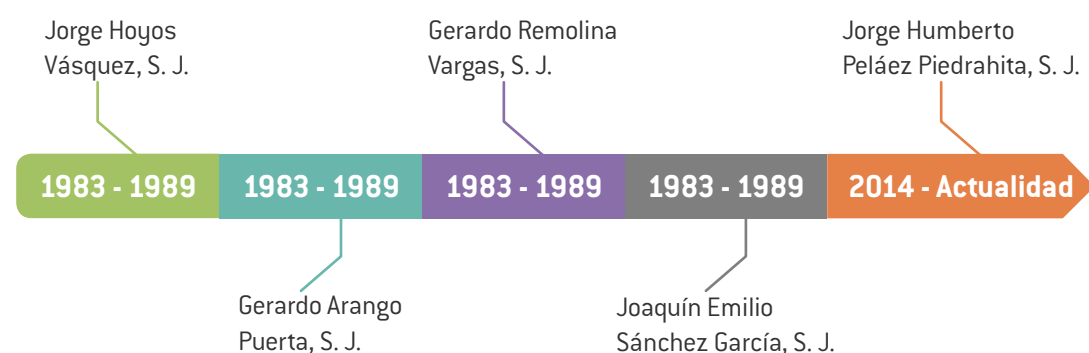 Jorge Hoyos
Vásquez, S. J.
Gerardo Remolina
Vargas, S. J.
Jorge Humberto
Peláez Piedrahita, S. J.
1983 - 1989
1983 - 1989
1983 - 1989
1983 - 1989
2014 - Actualidad
Gerardo Arango
Puerta, S. J.
Joaquín Emilio
Sánchez García, S. J.